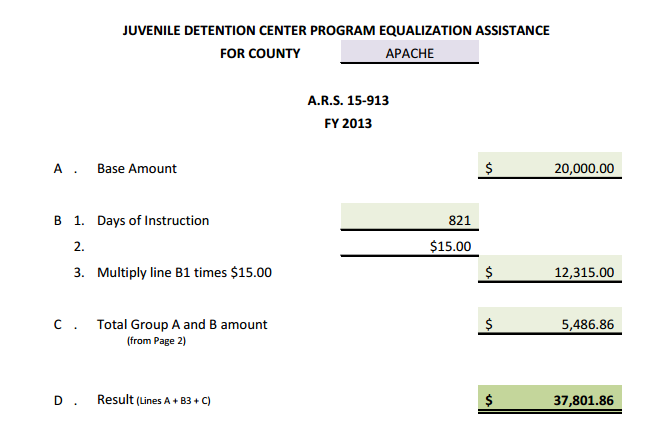 JUVENILE DETENTION CENTER PROGRAM EQUALIZATION ASSISTANCE
FOR COUNTY APACHE
A.R.S. 15-913
FY 2013
A . Base Amount $ 20,000.00
B 1. Days of Instruction 821
2. $15.00
3. Multiply line B1 times $15.00 $ 12,315.00
C . Total Group A and B amount $ 5,486.86
(from Page 2)
D . Result (Lines A + B3 + C) $ 37,801.86